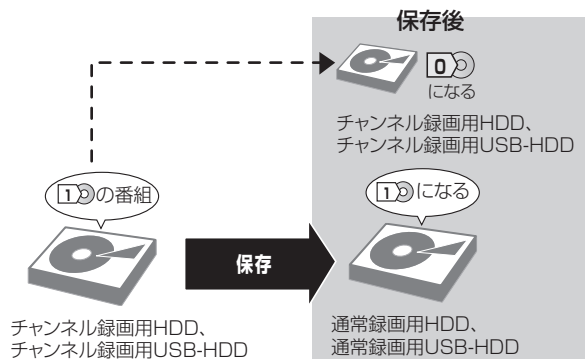 保存後
0
になる
チャンネル録画用HDD、
チャンネル録画用USB-HDD
1の番組
1になる
保存
チャンネル録画用HDD、
チャンネル録画用USB-HDD
通常録画用HDD、
通常録画用USB-HDD